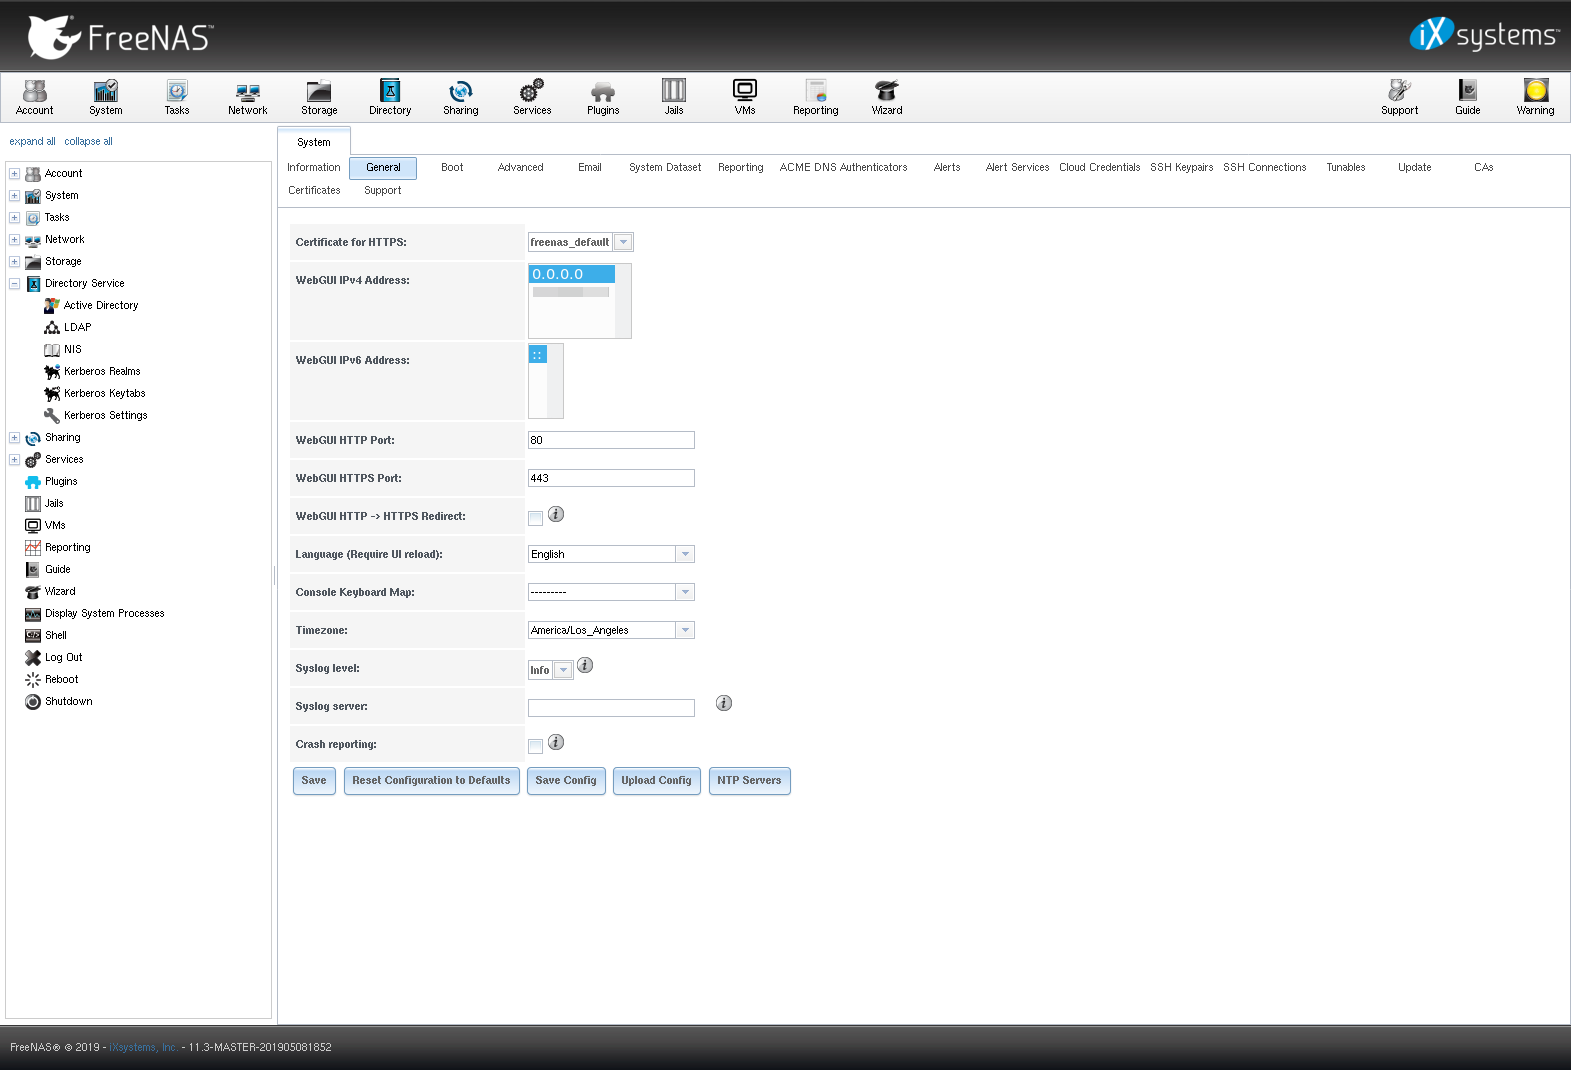 FreeNAS™
iXsystems™
Account System Tasks Network Storage Directory Sharing Services Plugins Jails VMs Reporting Wizard Support Guide Warning
expand all collapse all
Account
System
Tasks
Network
Storage
Directory Service
Active Directory
LDAP
NIS
Kerberos Realms
Kerberos Keytabs
Kerberos Settings
Sharing
Services
Plugins
Jails
VMs
Reporting
Guide
Wizard
Display System Processes
Shell
Log Out
Reboot
Shutdown
System
Information General Boot Advanced Email System Dataset Reporting ACME DNS Authenticators Alerts Alert Services Cloud Credentials SSH Keypairs SSH Connections Tunables Update CAs
Certificates Support
Certificate for HTTPS: freenas_default
WebGUI IPv4 Address: 0.0.0.0
WebGUI IPv6 Address: ::
WebGUI HTTP Port: 80
WebGUI HTTPS Port: 443
WebGUI HTTP -> HTTPS Redirect:
Language (Require UI reload): English
Console Keyboard Map: ---------
Timezone: America/Los_Angeles
Syslog level: Info
Syslog server:
Crash reporting:
Save Reset Configuration to Defaults Save Config Upload Config NTP Servers
FreeNAS® © 2019 - iXsystems, Inc. - 11.3-MASTER-201905081852